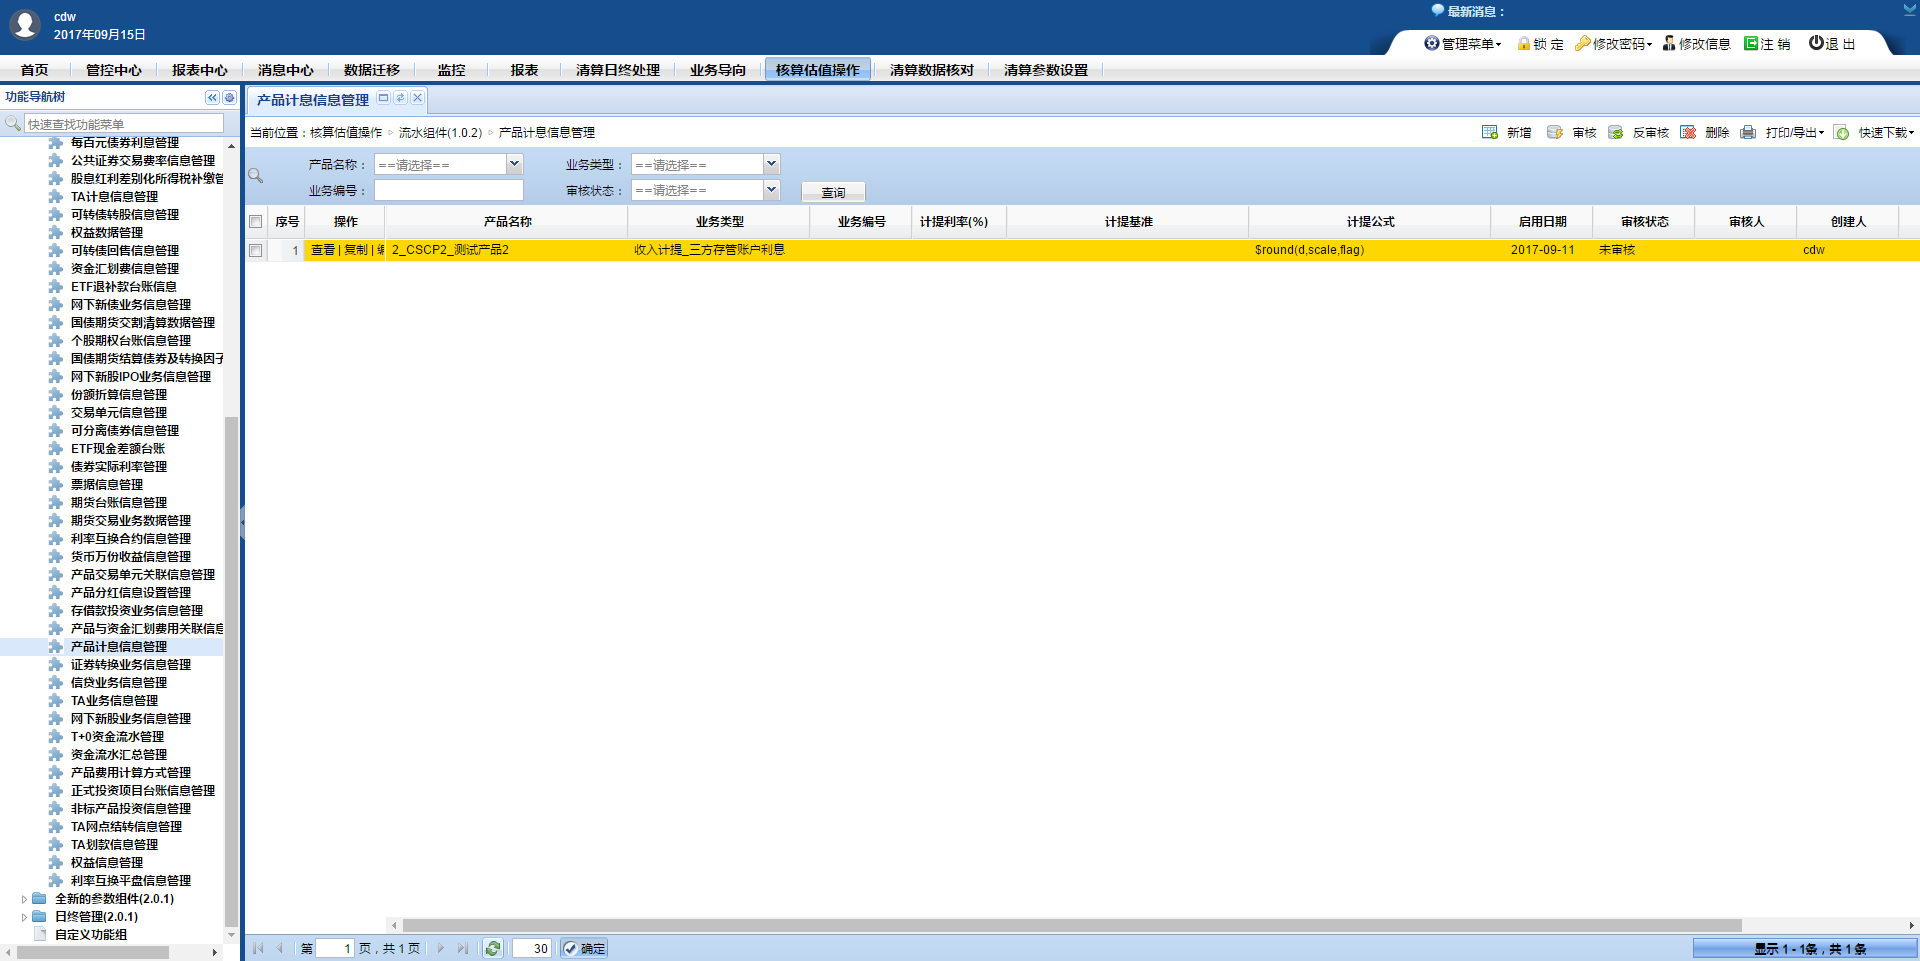 cdw
2017年09月15日
最新消息：
管理菜单 锁 定 修改密码 修改信息 注 销 退 出
首页 管控中心 报表中心 消息中心 数据迁移 监控 报表 清算日终处理 业务导向 核算估值操作 清算数据核对 清算参数设置
功能导航树
快速查找功能菜单
每百元债券利息管理
公共证券交易费率信息管理
股息红利差别化所得税补缴管
TA计息信息管理
可转债转股信息管理
权益数据管理
可转债回售信息管理
资金汇划费信息管理
ETF退补款台账信息
网下新债业务信息管理
国债期货交割清算数据管理
个股期权台账信息管理
国债期货结算债券及转换因子
网下新股IPO业务信息管理
份额折算信息管理
交易单元信息管理
可分离债券信息管理
ETF现金差额台账
债券实际利率管理
票据信息管理
期货台账信息管理
期货交易业务数据管理
利率互换合约信息管理
货币万份收益信息管理
产品交易单元关联信息管理
产品分红信息设置管理
存借款投资业务信息管理
产品与资金汇划费用关联信息
产品计息信息管理
证券转换业务信息管理
信贷业务信息管理
TA业务信息管理
网下新股业务信息管理
T+0资金流水管理
资金流水汇总管理
产品费用计算方式管理
正式投资项目台账信息管理
非标产品投资信息管理
TA网点结转信息管理
TA划款信息管理
权益信息管理
利率互换平盘信息管理
全新的参数组件(2.0.1)
日终管理(2.0.1)
自定义功能组
产品计息信息管理
当前位置：核算估值操作 流水组件(1.0.2) 产品计息信息管理
新增 审核 反审核 删除 打印/导出 快速下载
产品名称： ==请选择== 业务类型： ==请选择==
业务编号： 审核状态： ==请选择== 查询
序号 操作 产品名称 业务类型 业务编号 计提利率(%) 计提基准 计提公式 启用日期 审核状态 审核人 创建人
1 查看 | 复制 | 编 2_CSCP2_测试产品2 收入计提_三方存管账户利息 $round(d,scale,flag) 2017-09-11 未审核 cdw
第 1 页，共 1 页 30 确定
显示 1 - 1条，共 1 条